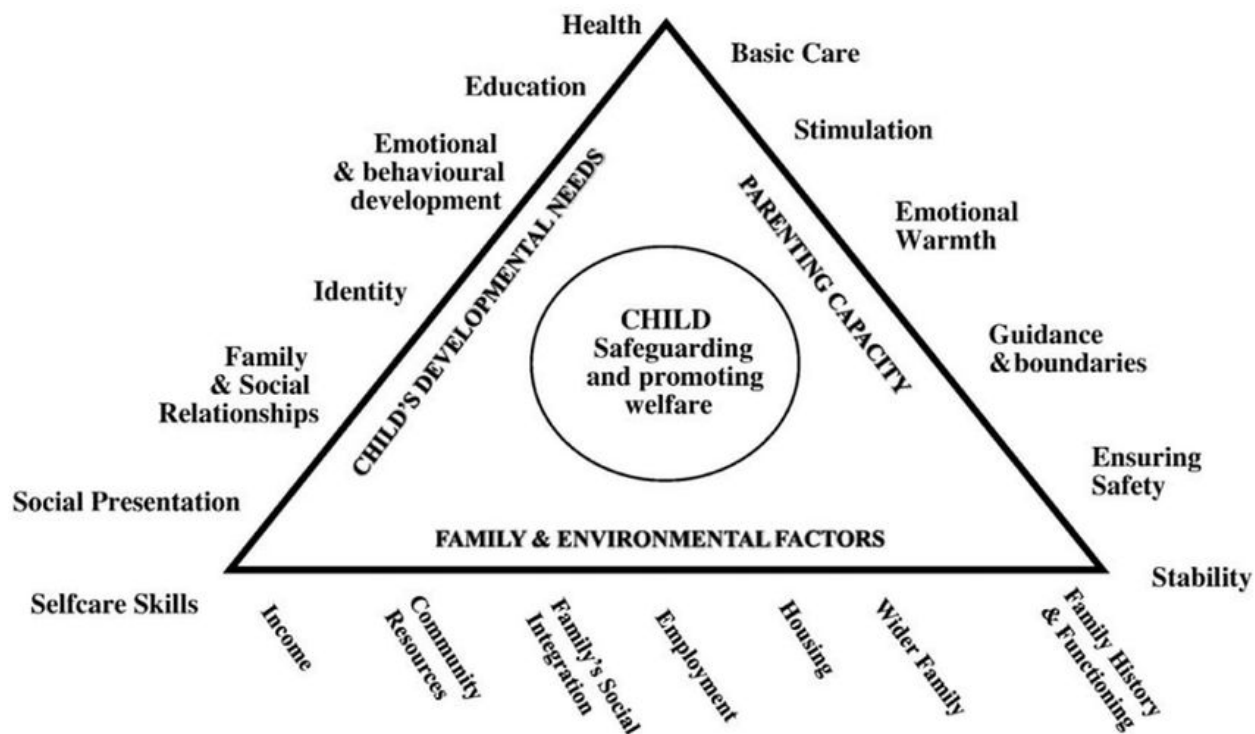 Health
Education
Emotional
& behavioural
development
Identity
Family
& Social
Relationships
Social Presentation
Selfcare Skills
CHILD'S DEVELOPMENTAL NEEDS
CHILD
Safeguarding
and promoting
welfare
PARENTING CAPACITY
Basic Care
Stimulation
Emotional
Warmth
Guidance
& boundaries
Ensuring
Safety
Stability
FAMILY & ENVIRONMENTAL FACTORS
Income
Community
Resources
Family's Social
Integration
Employment
Housing
Wider Family
Family History
& Functioning